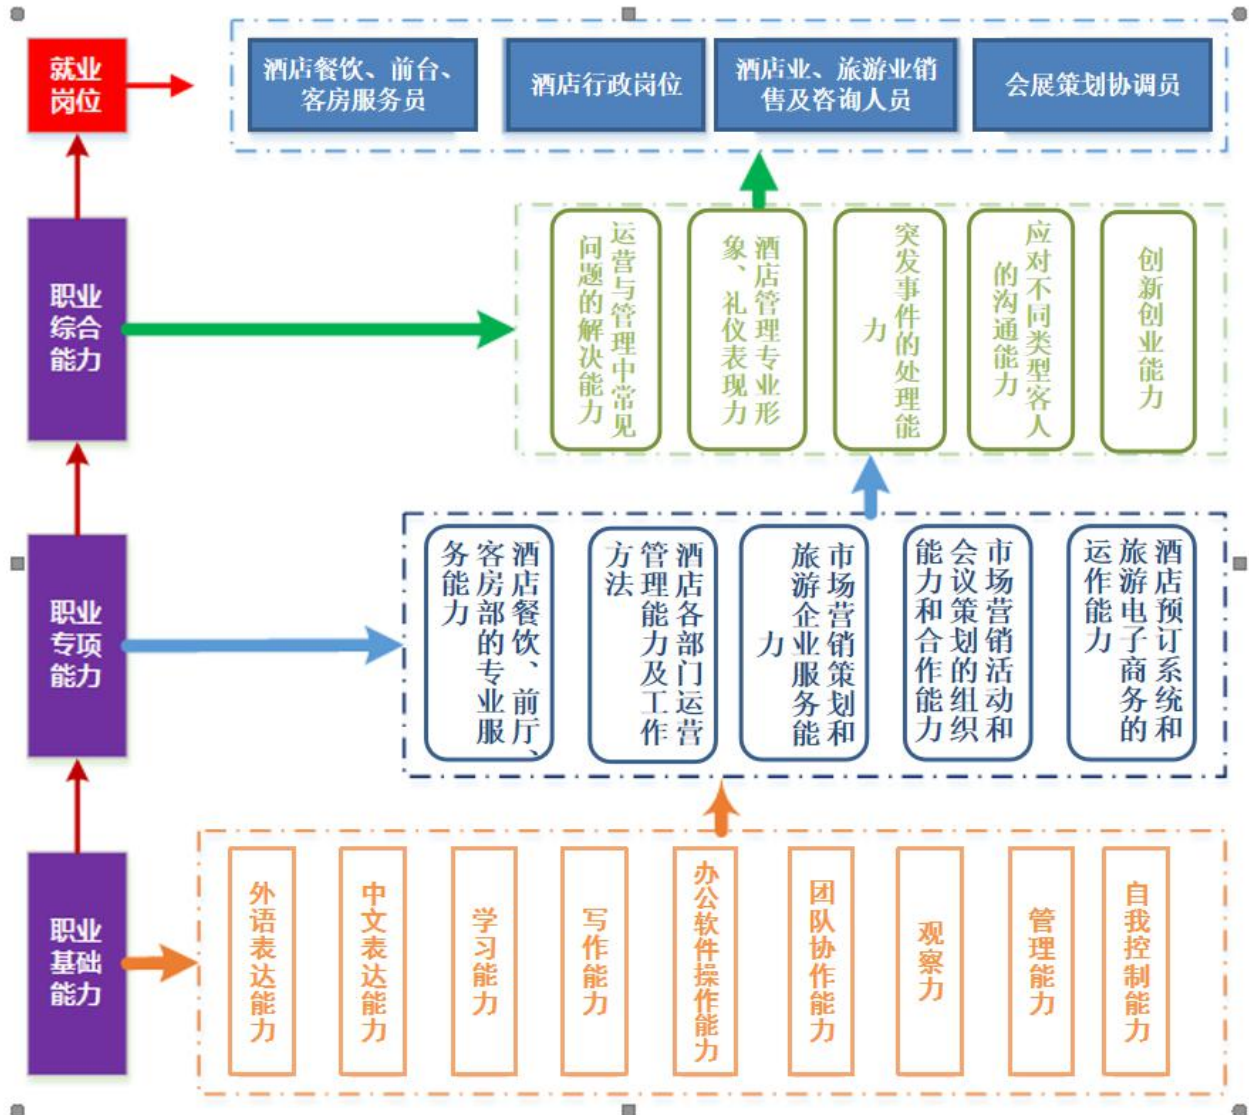 就业
岗位
酒店餐饮、前台、
客房服务员
酒店行政岗位
酒店业、旅游业销
售及咨询人员
会展策划协调员
职业
综合
能力
运营与管理中常见
问题的解决能力
酒店管理专业形
象、礼仪表现力
突发事件的处理能
力
应对不同类型客人
的沟通能力
创新创业能力
职业
专项
能力
酒店餐饮、前厅、
客房部的专业服
务能力
酒店各部门运营
管理能力及工作
方法
市场营销策划和
旅游企业服务能
力
市场营销活动和
会议策划的组织
能力和合作能力
酒店预订系统和
旅游电子商务的
运作能力
职业
基础
能力
外语表达能力
中文表达能力
学习能力
写作能力
办公软件操作能力
团队协作能力
观察力
管理能力
自我控制能力